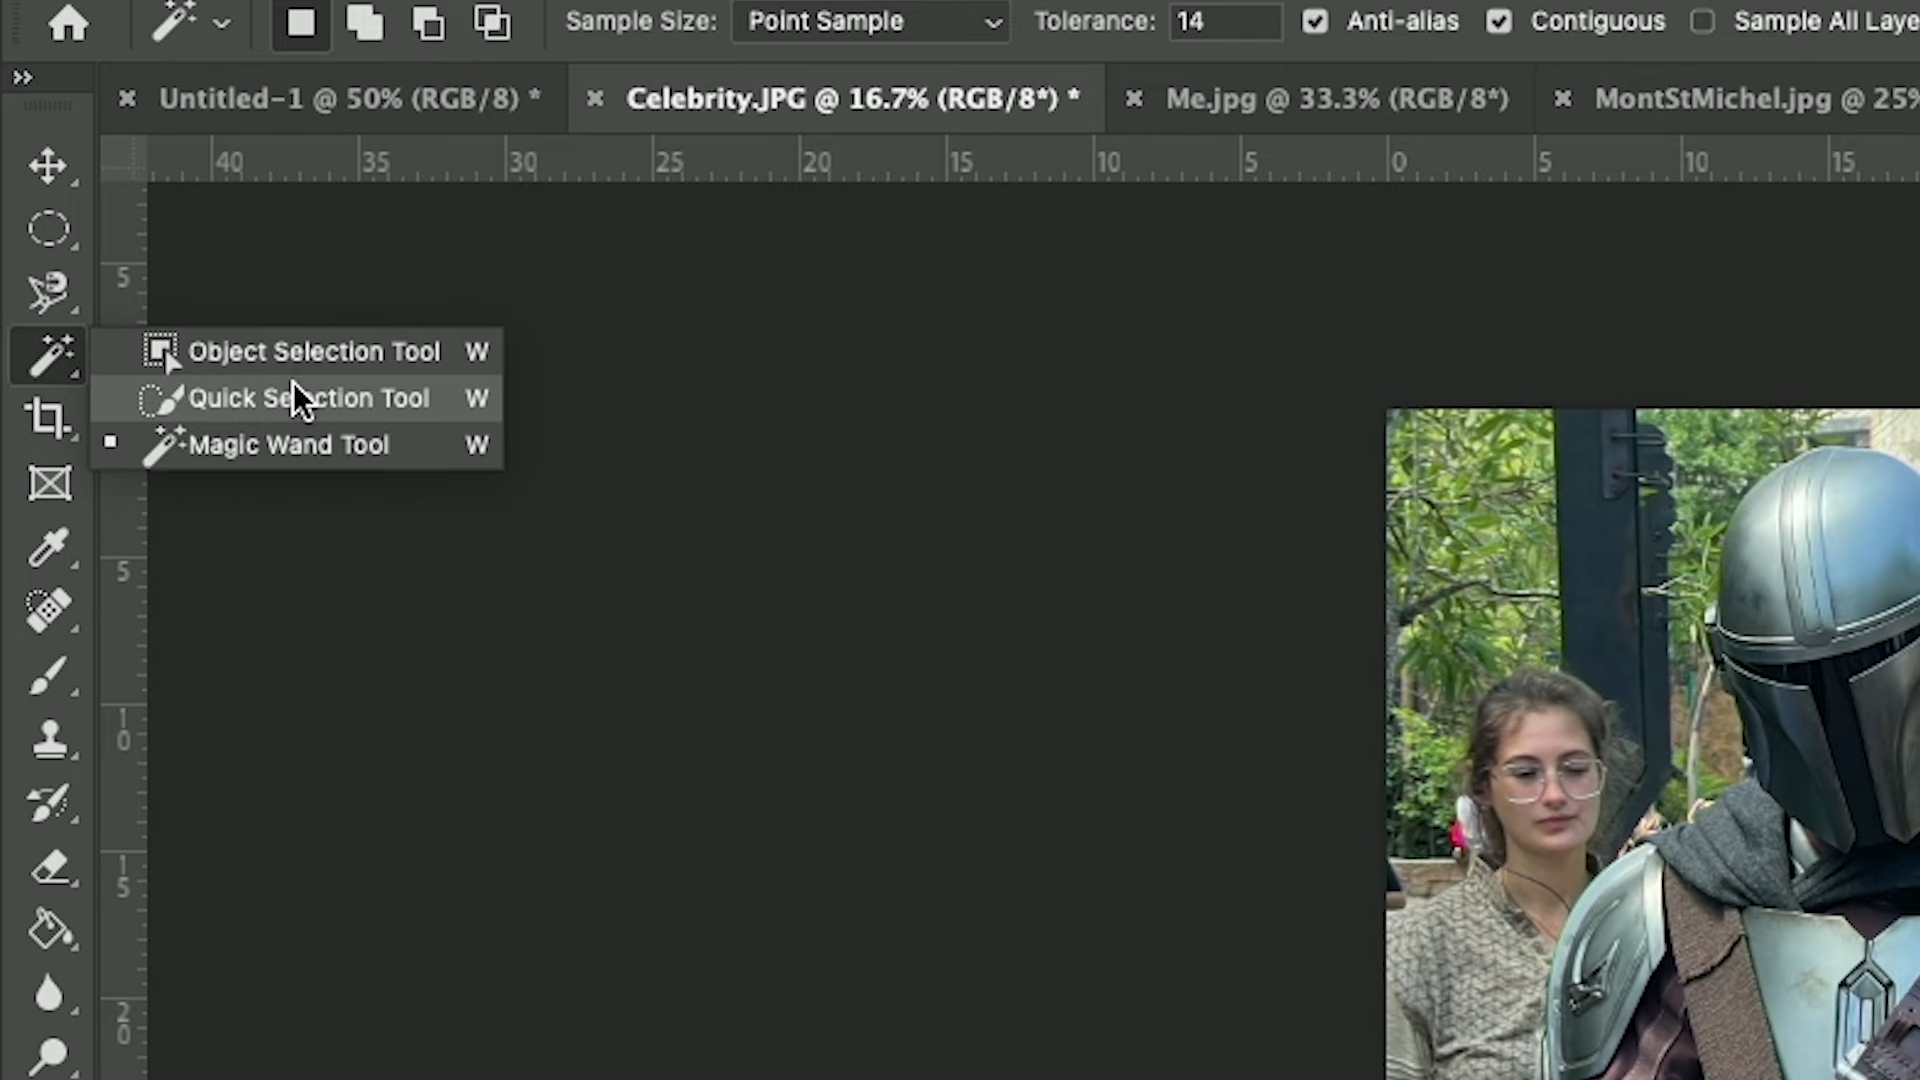 Sample Size: Point Sample Tolerance: 14 Anti-alias Contiguous Sample All Laye
Untitled-1 @ 50% (RGB/8) * Celebrity.JPG @ 16.7% (RGB/8*) * Me.jpg @ 33.3% (RGB/8*) MontStMichel.jpg @ 25%
40 35 30 25 20 15 10 5 0 5 10 15
5
Object Selection Tool W
Quick Selection Tool W
Magic Wand Tool W
5
10
15
20